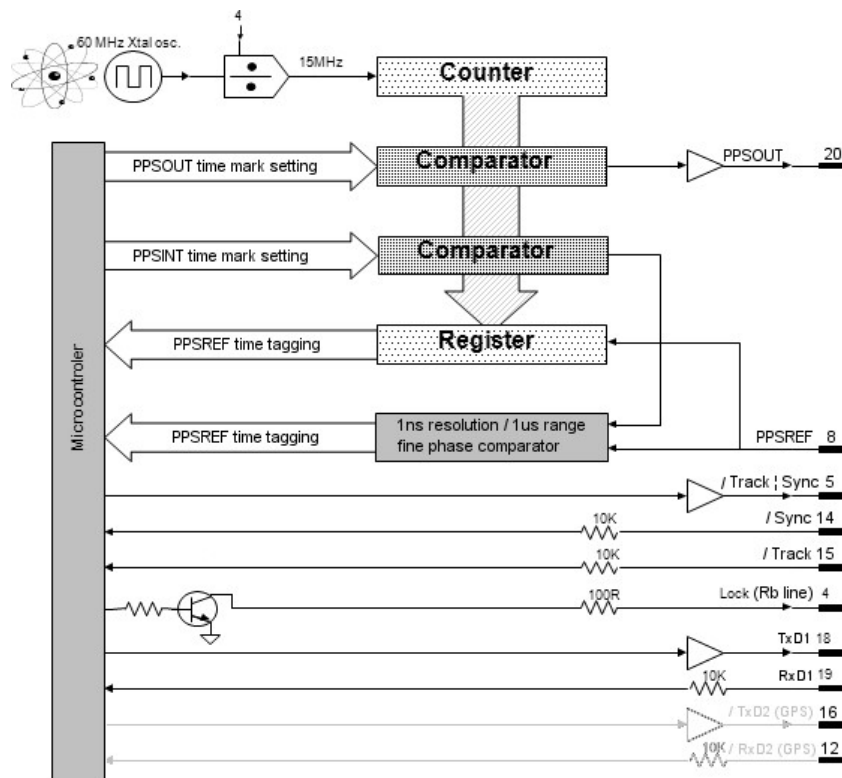 4
60 MHz Xtal osc.
15MHz
Counter
PPSOUT time mark setting
Comparator
PPSOUT
20
PPSINT time mark setting
Comparator
PPSREF time tagging
Register
Microcontroler
PPSREF time tagging
1ns resolution / 1us range
fine phase comparator
PPSREF
8
/ Track ¦ Sync 5
10K
/ Sync 14
10K
/ Track 15
100R
Lock (Rb line) 4
TxD1 18
10K
RxD1 19
/ TxD2 (GPS) 16
10K
/ RxD2 (GPS) 12